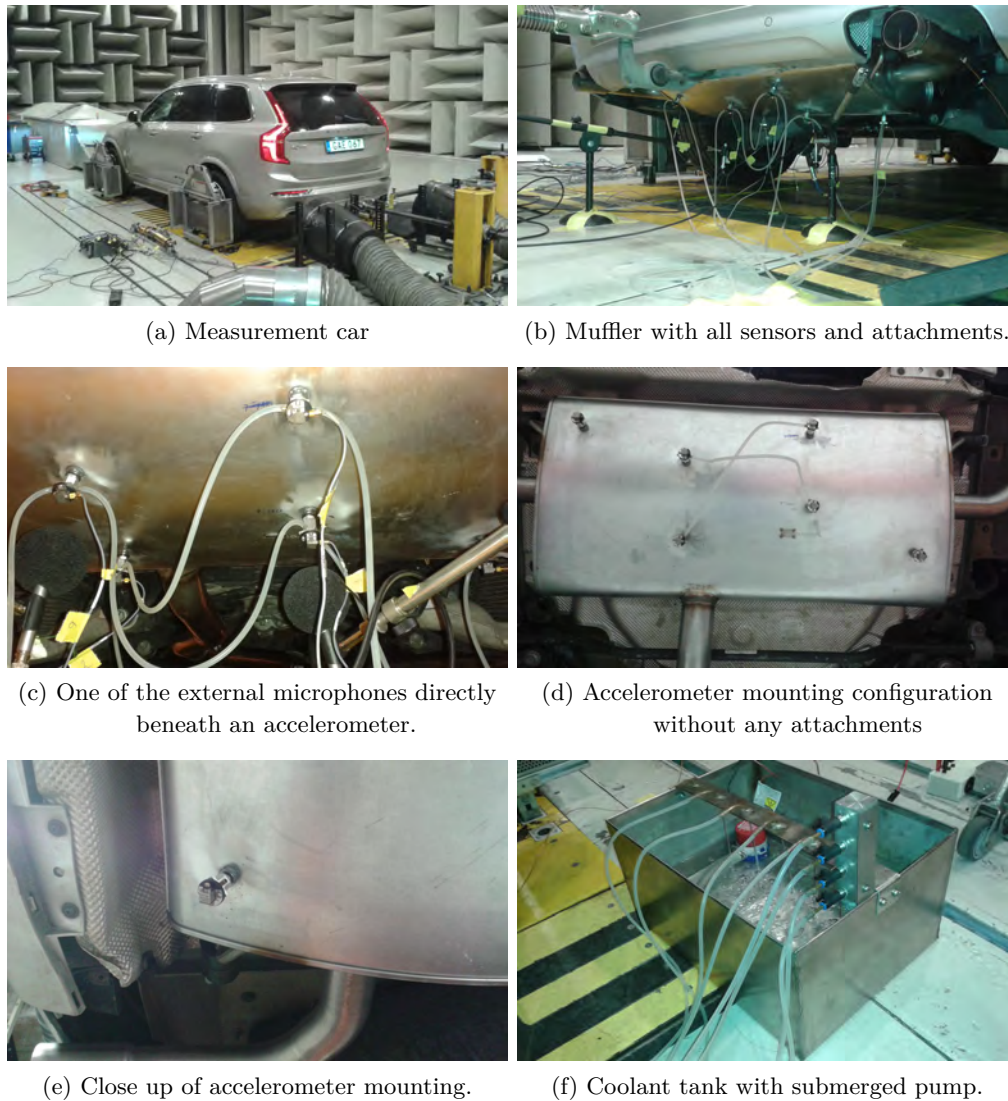 (a) Measurement car
(b) Muffler with all sensors and attachments.
(c) One of the external microphones directly
beneath an accelerometer.
(d) Accelerometer mounting configuration
without any attachments
(e) Close up of accelerometer mounting.
(f) Coolant tank with submerged pump.